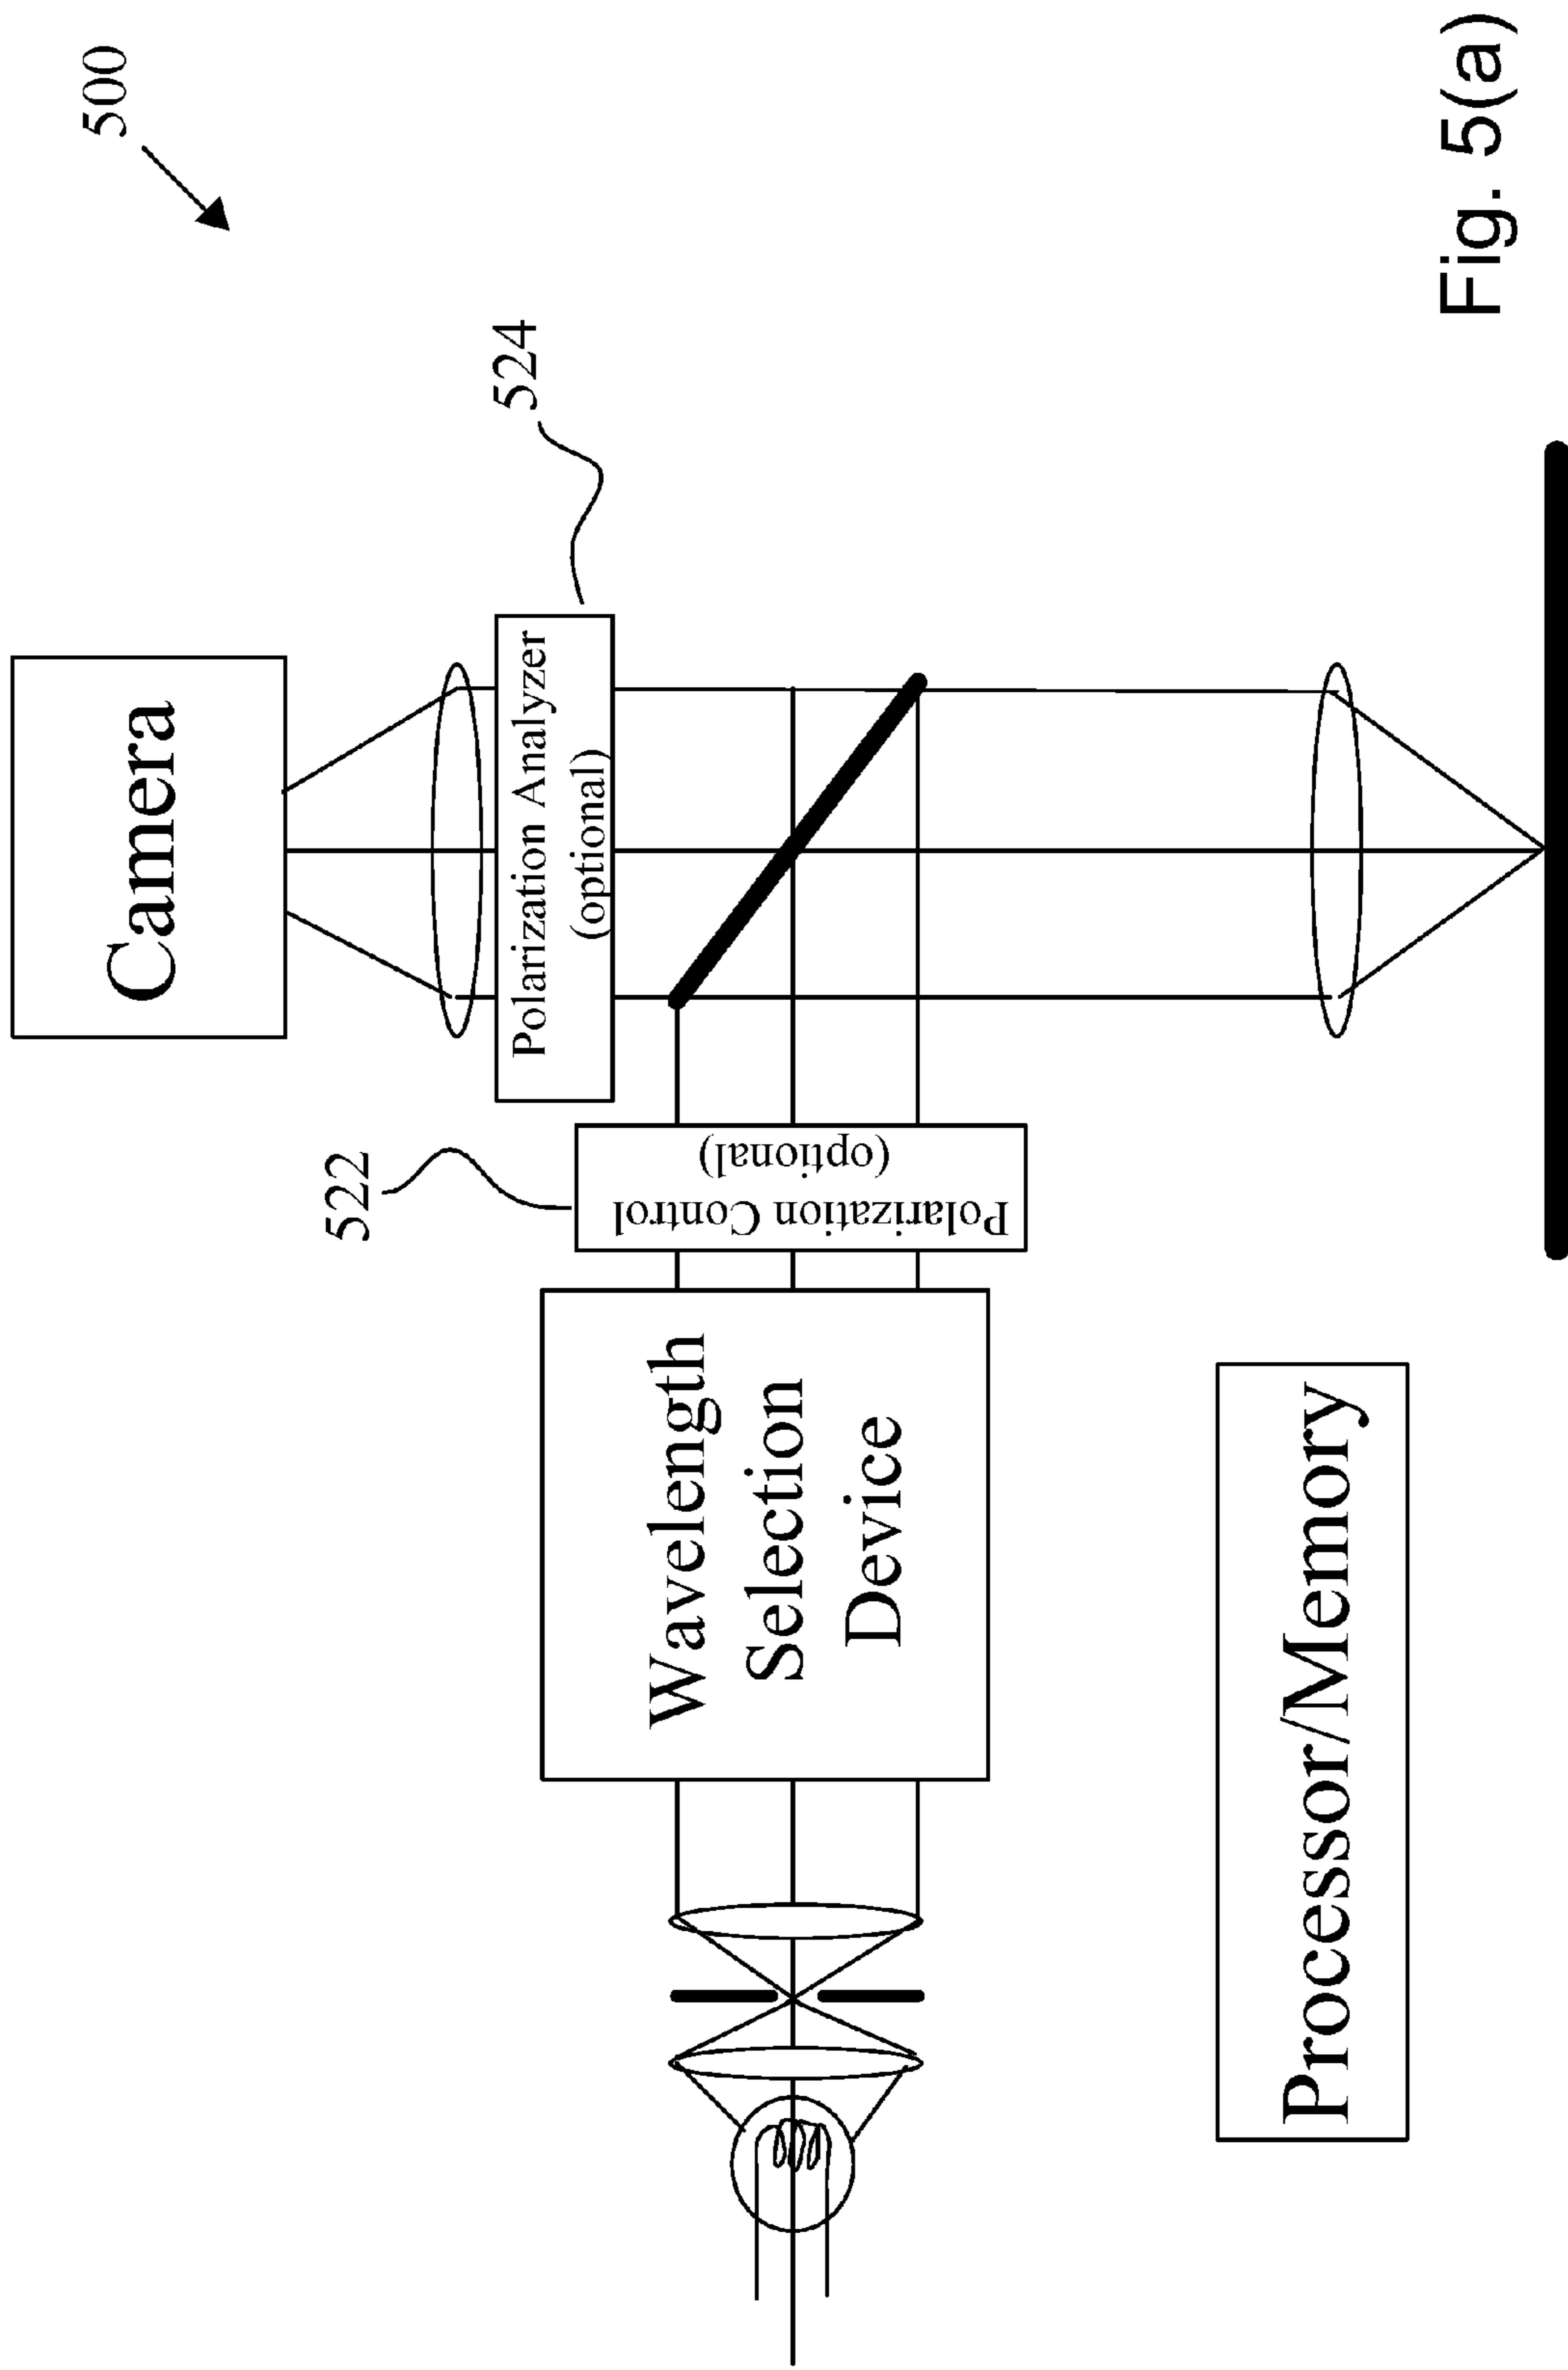 500
Camera
524
Polarization Analyzer
(optional)
522
Polarization Control
(optional)
Wavelength
Selection
Device
Processor/Memory
Fig. 5(a)